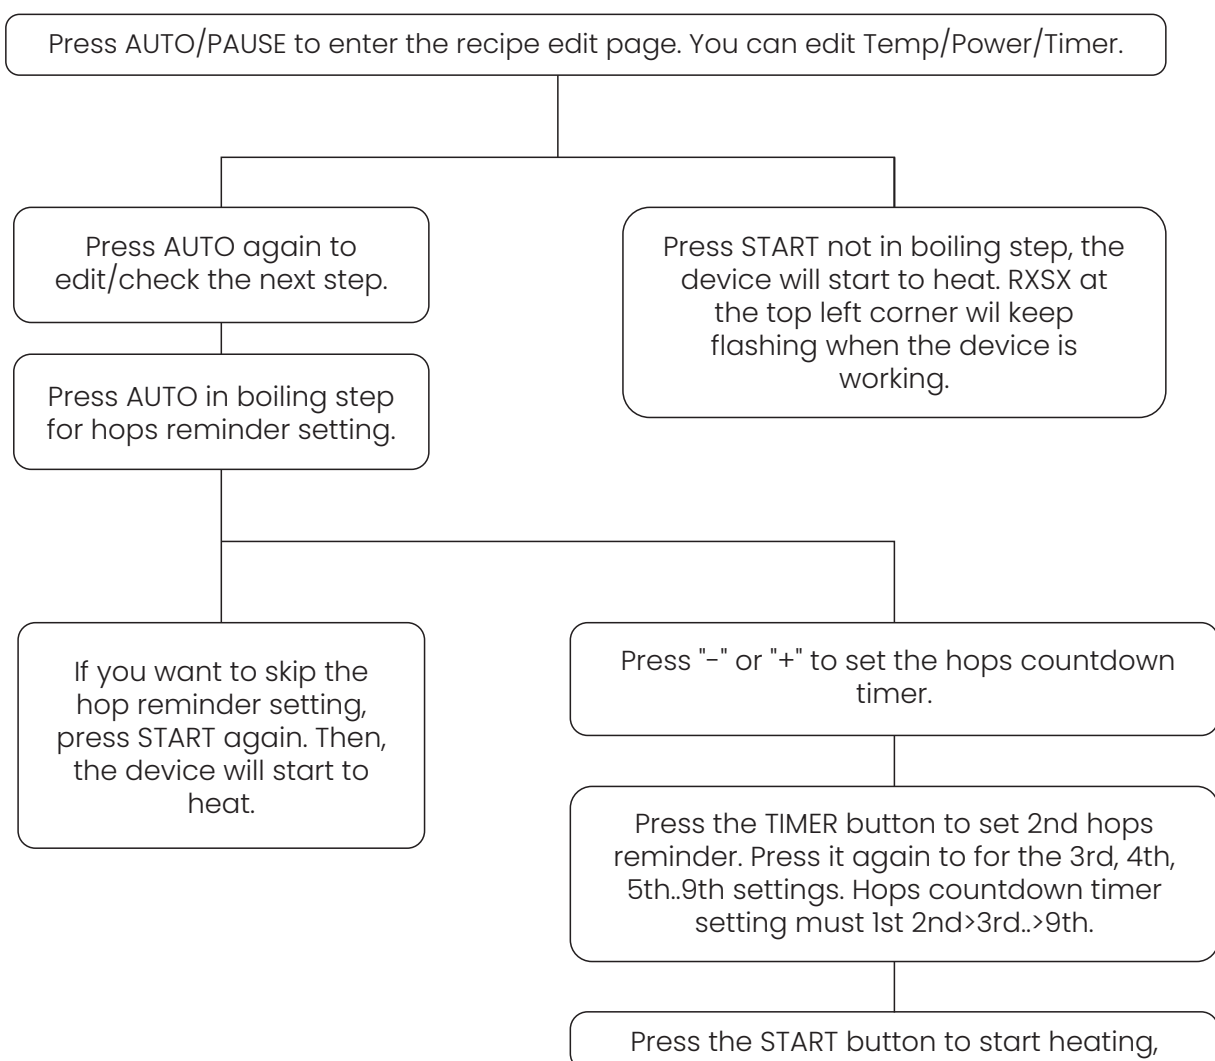 Press AUTO/PAUSE to enter the recipe edit page. You can edit Temp/Power/Timer.
Press AUTO again to
edit/check the next step.
Press START not in boiling step, the
device will start to heat. RXSX at
the top left corner wil keep
flashing when the device is
working.
Press AUTO in boiling step
for hops reminder setting.
If you want to skip the
hop reminder setting,
press START again. Then,
the device will start to
heat.
Press "-" or "+" to set the hops countdown
timer.
Press the TIMER button to set 2nd hops
reminder. Press it again to for the 3rd, 4th,
5th..9th settings. Hops countdown timer
setting must 1st 2nd>3rd..>9th.
Press the START button to start heating,